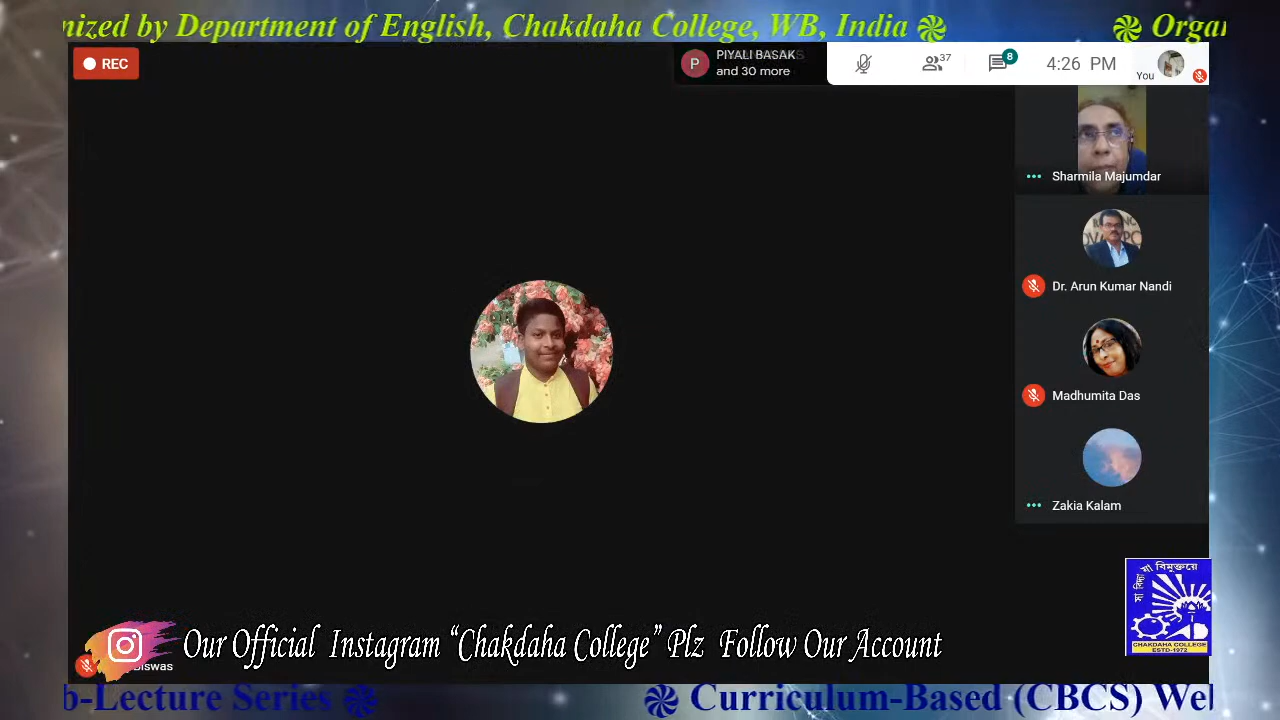 nized by Department of English, Chakdaha College, WB, India
Organ
REC
P
PIYALI BASAK
and 30 more
37
8
4:26 PM
You
Sharmila Majumdar
Dr. Arun Kumar Nandi
Madhumita Das
Zakia Kalam
সা বিদ্যা যা বিমুক্তয়ে
CHAKDAHA COLLEGE
ESTD-1972
Our Official Instagram “Chakdaha College” Plz Follow Our Account
Biswas
b-Lecture Series
Curriculum-Based (CBCS) Wel